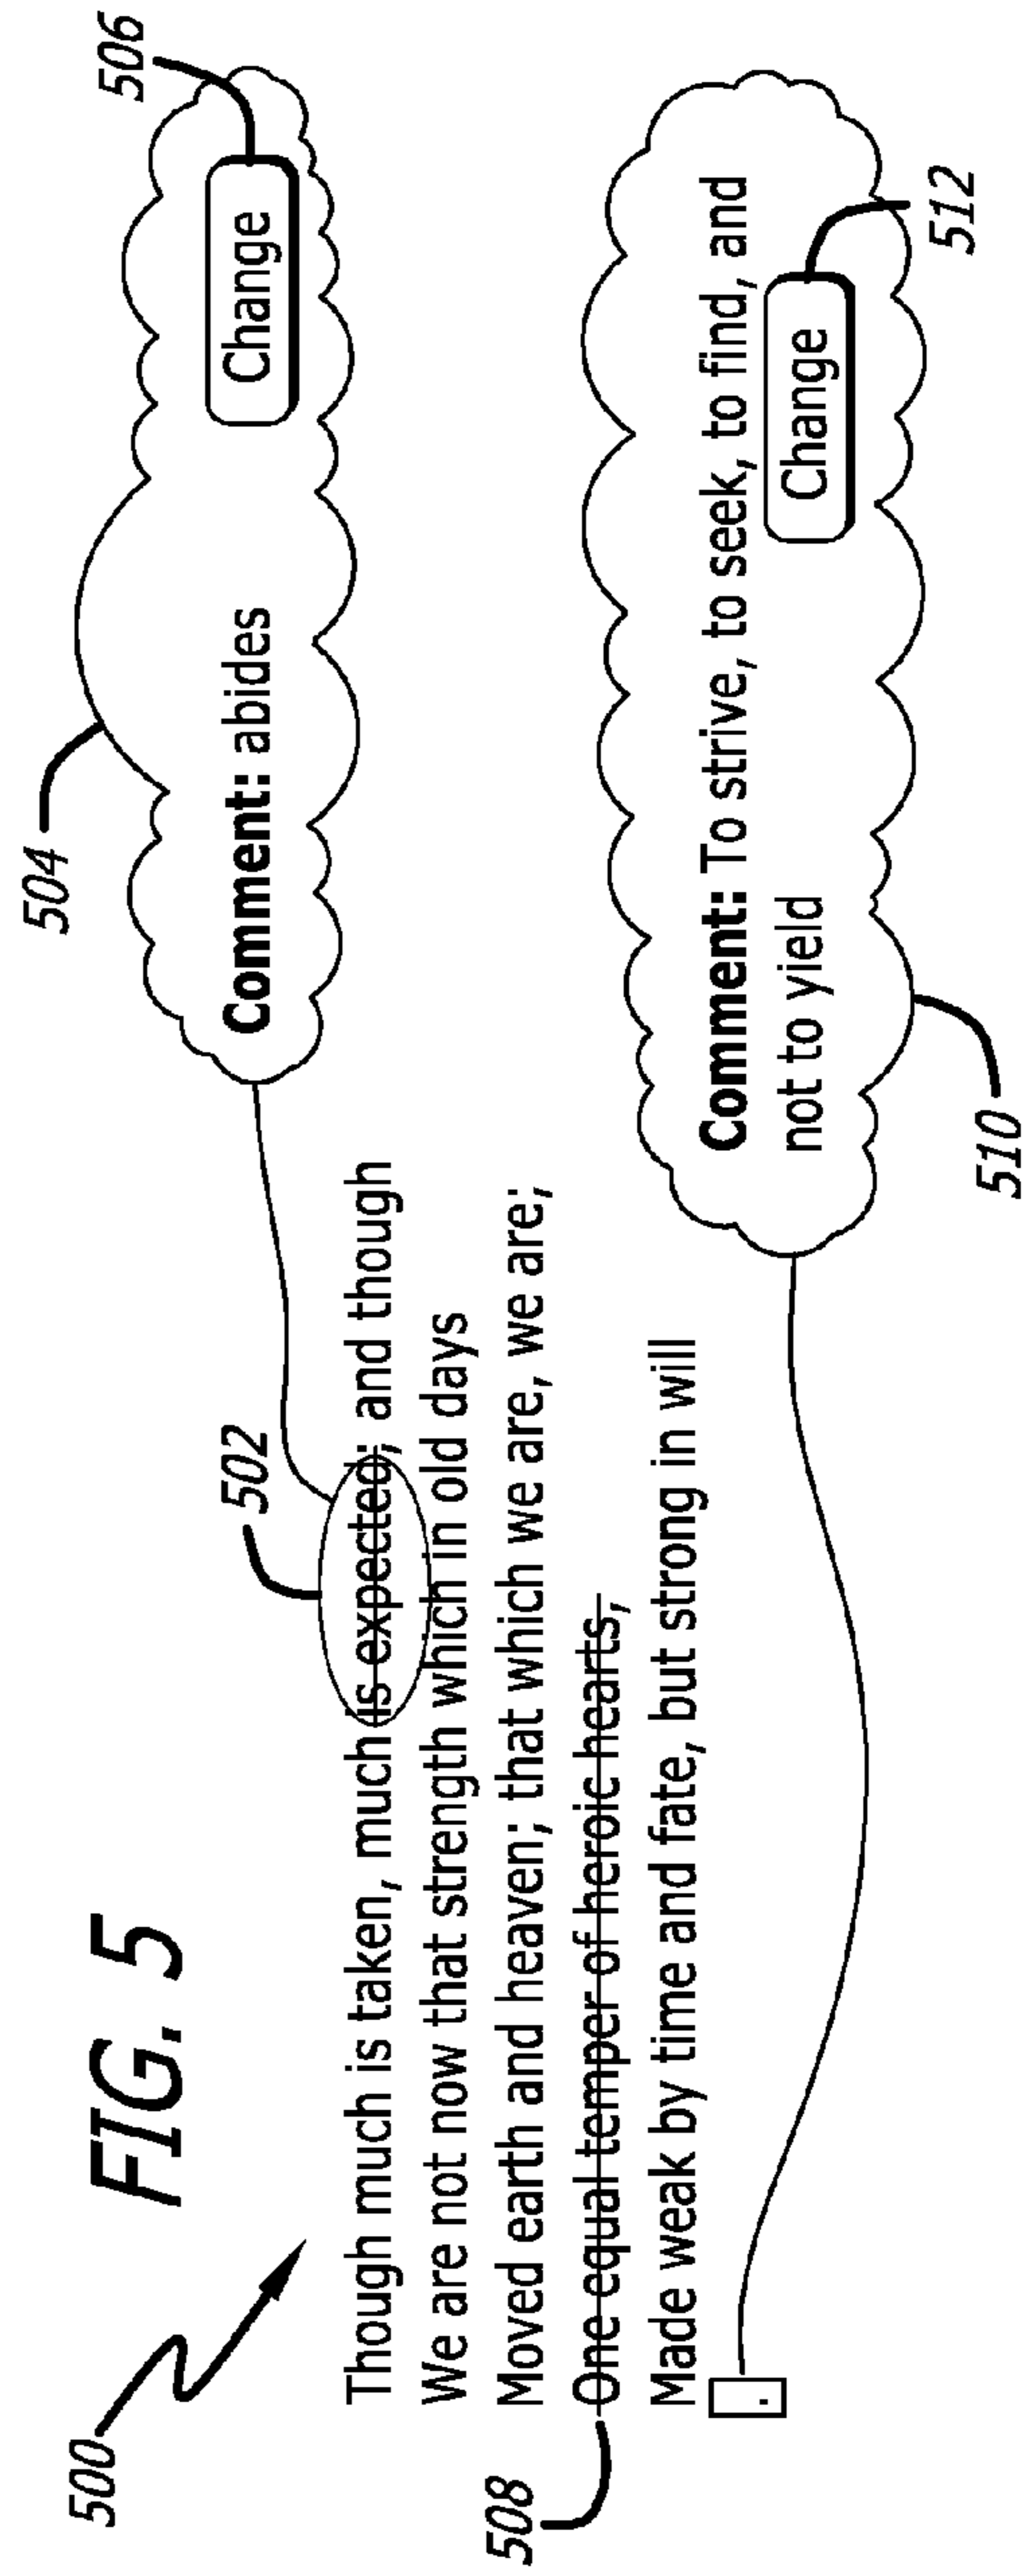 FIG. 5
500
504
506
Comment: abides
Change
502
Though much is taken, much is expected; and though
We are not now that strength which in old days
Moved earth and heaven; that which we are, we are;
508
One equal temper of heroic hearts,
Made weak by time and fate, but strong in will
.
Comment: To strive, to seek, to find, and
not to yield
Change
510
512